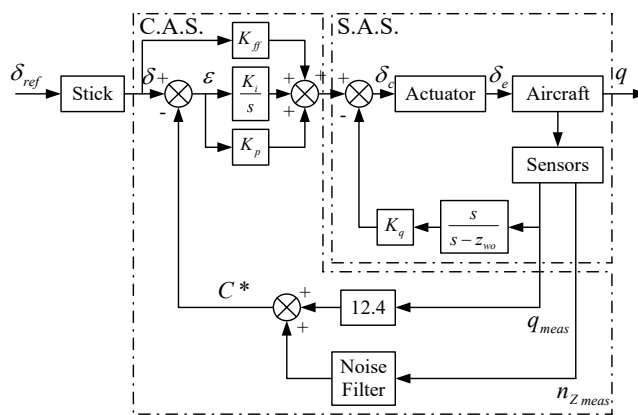 C.A.S.
S.A.S.
K_ff
δ_ref
Stick
δ
+
-
ε
K_i
s
+
+
+
+
+
-
δ_c
Actuator
δ_e
Aircraft
q
K_p
Sensors
K_q
s
s − z_wo
C*
+
+
12.4
q_meas
Noise
Filter
n_Z meas